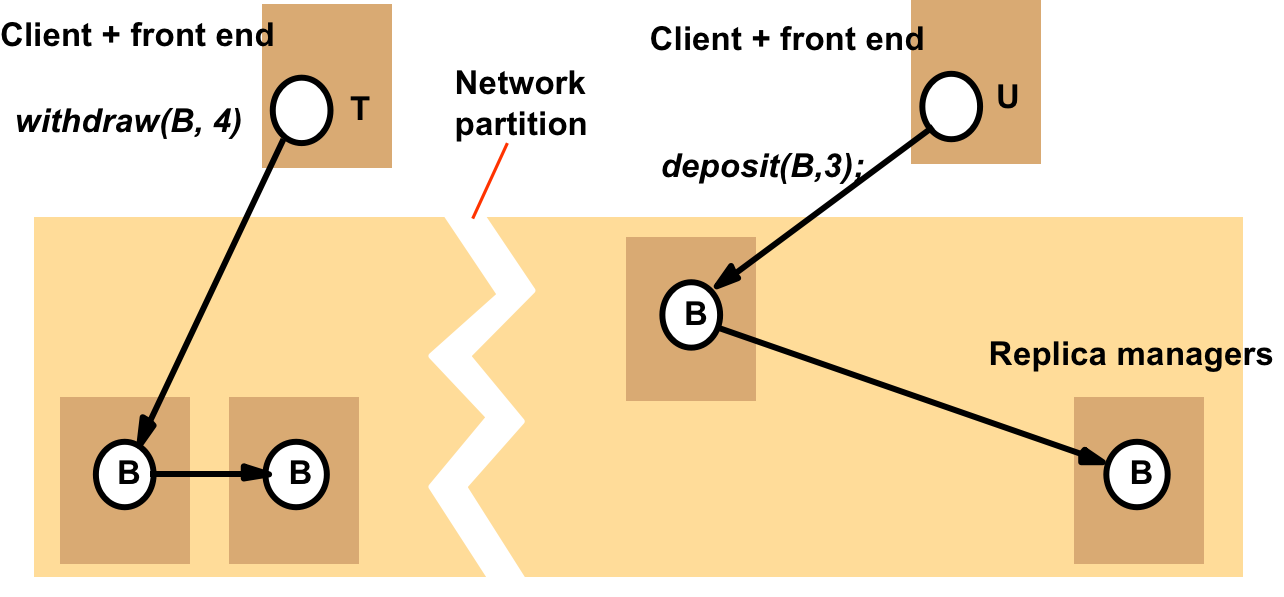 Client + front end
T
withdraw(B, 4)
Network
partition
Client + front end
U
deposit(B,3);
B
Replica managers
B
B
B